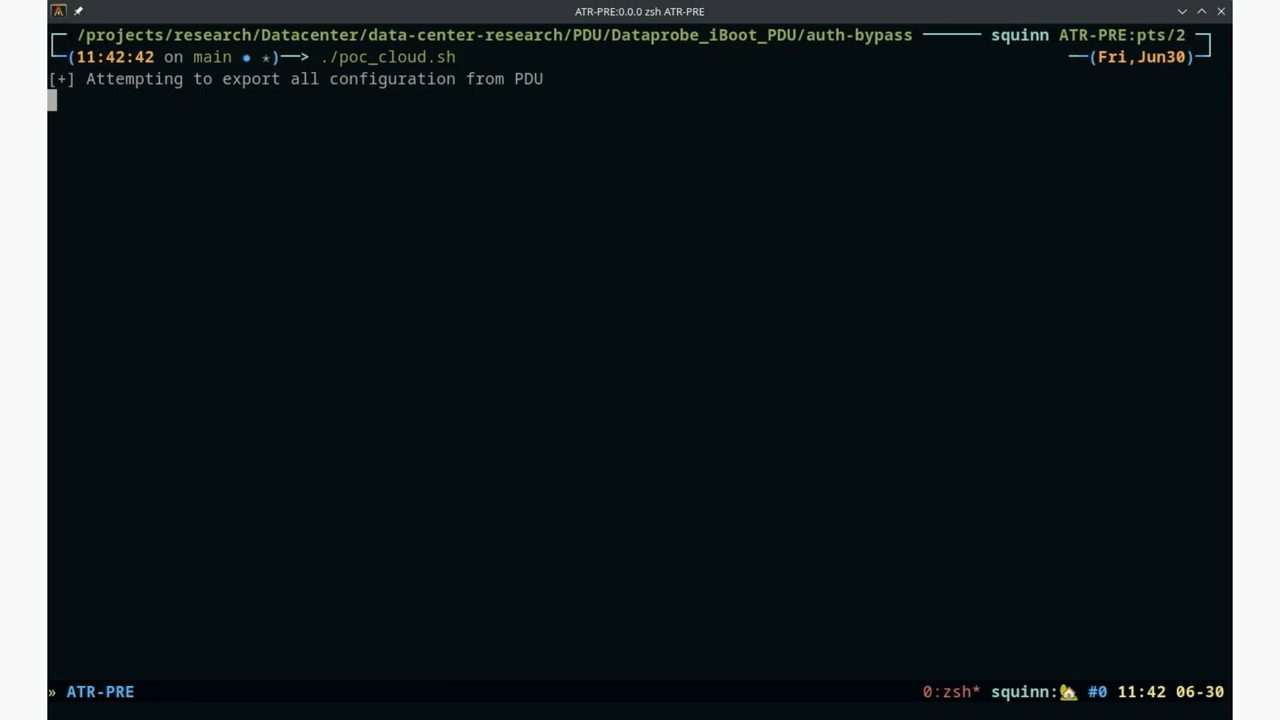 ATR-PRE:0.0.0 zsh ATR-PRE
/projects/research/Datacenter/data-center-research/PDU/Dataprobe_iBoot_PDU/auth-bypass squinn ATR-PRE:pts/2
(11:42:42 on main ● ★)—> ./poc_cloud.sh —(Fri,Jun30)
[+] Attempting to export all configuration from PDU
» ATR-PRE 0:zsh* squinn:🏡 #0 11:42 06-30